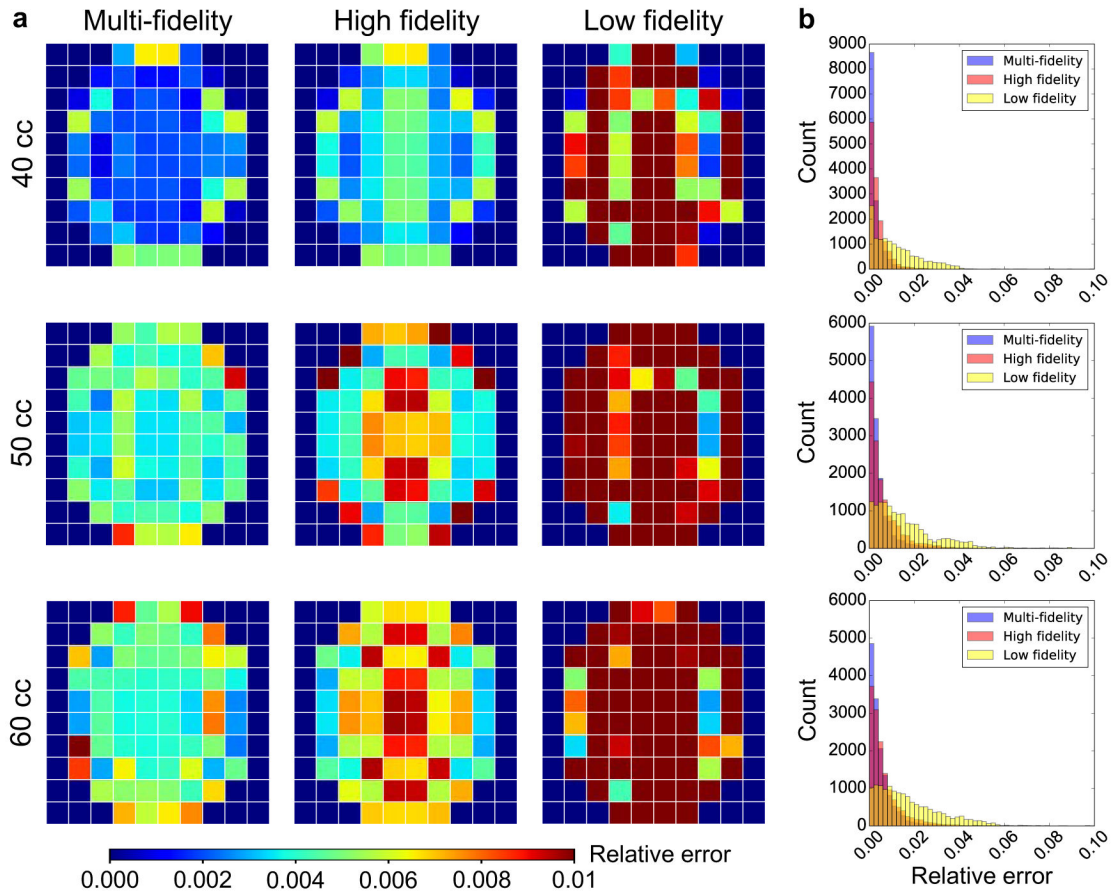 a
Multi-fidelity
High fidelity
Low fidelity
b
40 cc
50 cc
60 cc
0.000
0.002
0.004
0.006
0.008
0.01
Relative error
9000
8000
7000
6000
5000
4000
3000
2000
1000
0
Count
Multi-fidelity
High fidelity
Low fidelity
0.00
0.02
0.04
0.06
0.08
0.10
6000
5000
4000
3000
2000
1000
0
Count
Multi-fidelity
High fidelity
Low fidelity
0.00
0.02
0.04
0.06
0.08
0.10
6000
5000
4000
3000
2000
1000
0
Count
Multi-fidelity
High fidelity
Low fidelity
0.00
0.02
0.04
0.06
0.08
0.10
Relative error